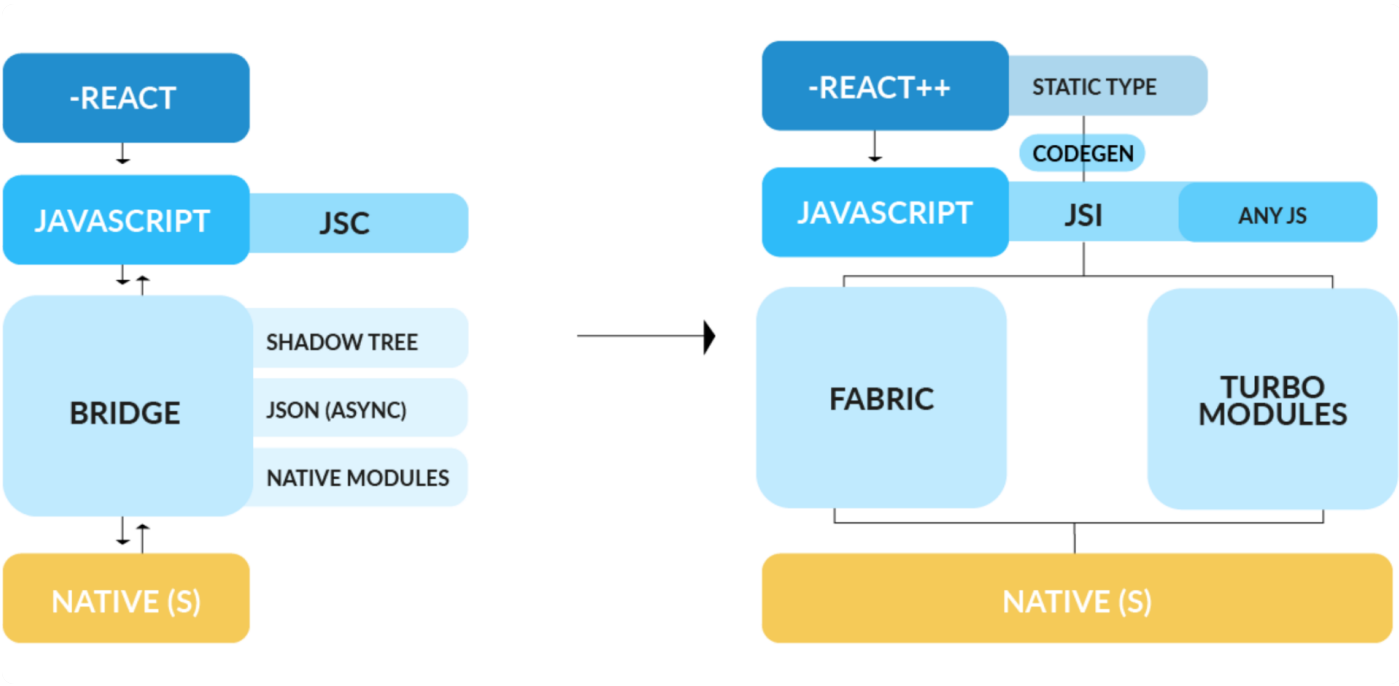 -REACT
JAVASCRIPT
JSC
BRIDGE
SHADOW TREE
JSON (ASYNC)
NATIVE MODULES
NATIVE (S)
-REACT++
STATIC TYPE
CODEGEN
JAVASCRIPT
JSI
ANY JS
FABRIC
TURBO
MODULES
NATIVE (S)